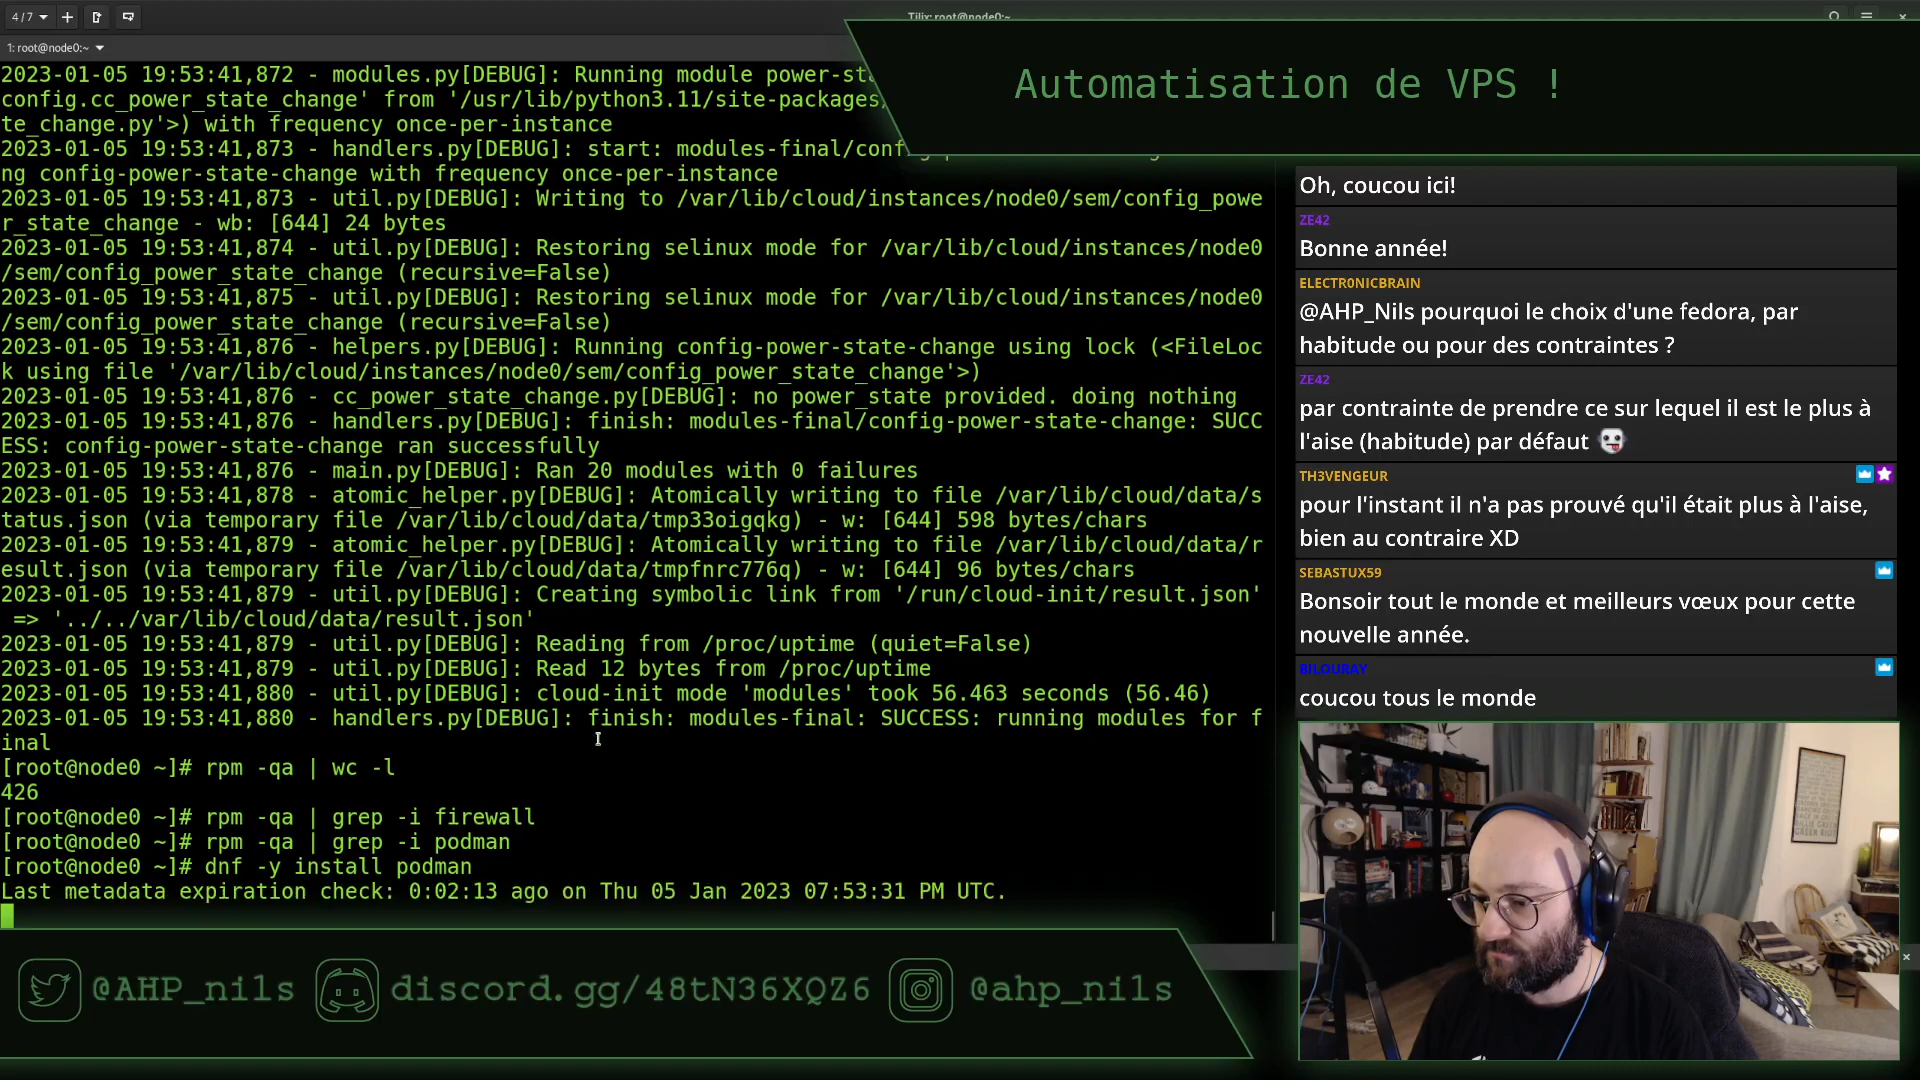 4 / 7
Tilix: root@node0:~
1: root@node0:~
Automatisation de VPS !
2023-01-05 19:53:41,872 - modules.py[DEBUG]: Running module power-sta
config.cc_power_state_change' from '/usr/lib/python3.11/site-packages/
te_change.py'>) with frequency once-per-instance
2023-01-05 19:53:41,873 - handlers.py[DEBUG]: start: modules-final/conf
ng config-power-state-change with frequency once-per-instance
2023-01-05 19:53:41,873 - util.py[DEBUG]: Writing to /var/lib/cloud/instances/node0/sem/config_powe
r_state_change - wb: [644] 24 bytes
2023-01-05 19:53:41,874 - util.py[DEBUG]: Restoring selinux mode for /var/lib/cloud/instances/node0
/sem/config_power_state_change (recursive=False)
2023-01-05 19:53:41,875 - util.py[DEBUG]: Restoring selinux mode for /var/lib/cloud/instances/node0
/sem/config_power_state_change (recursive=False)
2023-01-05 19:53:41,876 - helpers.py[DEBUG]: Running config-power-state-change using lock (<FileLoc
k using file '/var/lib/cloud/instances/node0/sem/config_power_state_change'>)
2023-01-05 19:53:41,876 - cc_power_state_change.py[DEBUG]: no power_state provided. doing nothing
2023-01-05 19:53:41,876 - handlers.py[DEBUG]: finish: modules-final/config-power-state-change: SUCC
ESS: config-power-state-change ran successfully
2023-01-05 19:53:41,876 - main.py[DEBUG]: Ran 20 modules with 0 failures
2023-01-05 19:53:41,878 - atomic_helper.py[DEBUG]: Atomically writing to file /var/lib/cloud/data/s
tatus.json (via temporary file /var/lib/cloud/data/tmp33oigqkg) - w: [644] 598 bytes/chars
2023-01-05 19:53:41,879 - atomic_helper.py[DEBUG]: Atomically writing to file /var/lib/cloud/data/r
esult.json (via temporary file /var/lib/cloud/data/tmpfnrc776q) - w: [644] 96 bytes/chars
2023-01-05 19:53:41,879 - util.py[DEBUG]: Creating symbolic link from '/run/cloud-init/result.json'
=> '../../var/lib/cloud/data/result.json'
2023-01-05 19:53:41,879 - util.py[DEBUG]: Reading from /proc/uptime (quiet=False)
2023-01-05 19:53:41,879 - util.py[DEBUG]: Read 12 bytes from /proc/uptime
2023-01-05 19:53:41,880 - util.py[DEBUG]: cloud-init mode 'modules' took 56.463 seconds (56.46)
2023-01-05 19:53:41,880 - handlers.py[DEBUG]: finish: modules-final: SUCCESS: running modules for f
inal
[root@node0 ~]# rpm -qa | wc -l
426
[root@node0 ~]# rpm -qa | grep -i firewall
[root@node0 ~]# rpm -qa | grep -i podman
[root@node0 ~]# dnf -y install podman
Last metadata expiration check: 0:02:13 ago on Thu 05 Jan 2023 07:53:31 PM UTC.
Oh, coucou ici!
ZE42
Bonne année!
ELECTR0NICBRAIN
@AHP_Nils pourquoi le choix d'une fedora, par
habitude ou pour des contraintes ?
ZE42
par contrainte de prendre ce sur lequel il est le plus à
l'aise (habitude) par défaut
TH3VENGEUR
pour l'instant il n'a pas prouvé qu'il était plus à l'aise,
bien au contraire XD
SEBASTUX59
Bonsoir tout le monde et meilleurs vœux pour cette
nouvelle année.
BILOURAY
coucou tous le monde
@AHP_nils
discord.gg/48tN36XQZ6
@ahp_nils